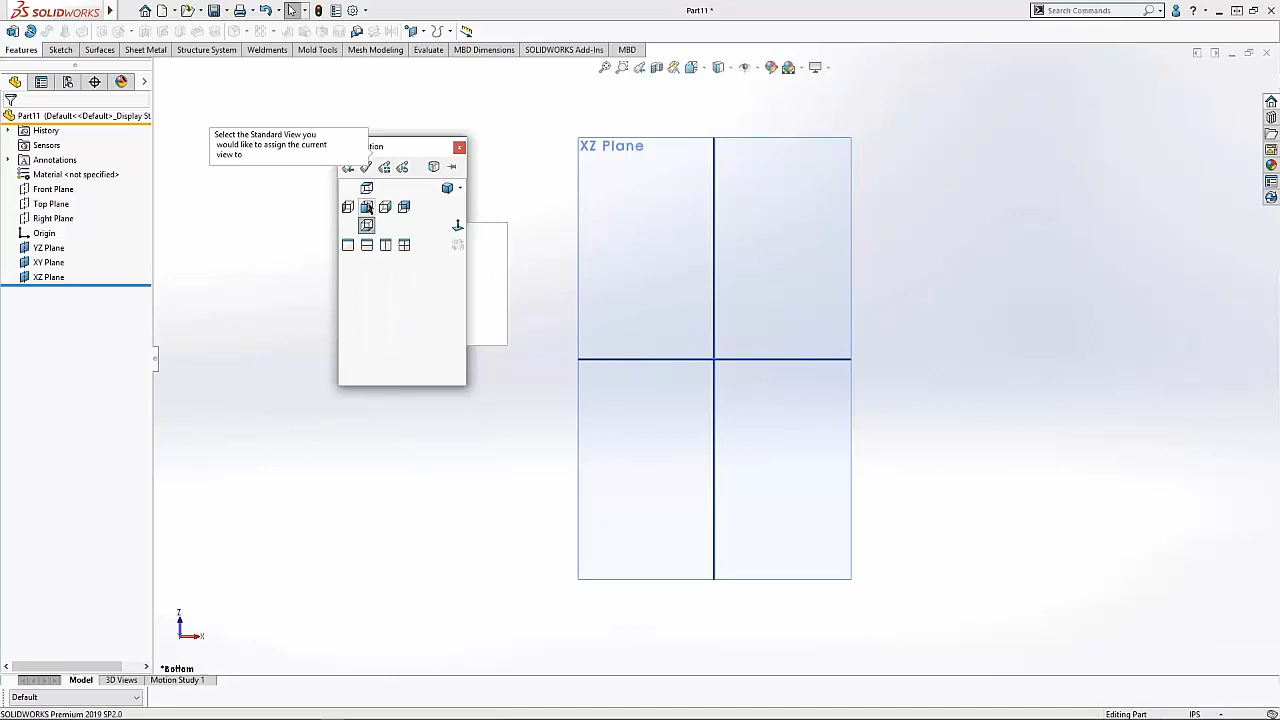 SOLIDWORKS
Part11 *
Search Commands
Features
Sketch
Surfaces
Sheet Metal
Structure System
Weldments
Mold Tools
Mesh Modeling
Evaluate
MBD Dimensions
SOLIDWORKS Add-Ins
MBD
Part11 (Default<<Default>_Display St
History
Sensors
Annotations
Material <not specified>
Front Plane
Top Plane
Right Plane
Origin
YZ Plane
XY Plane
XZ Plane
Select the Standard View you
would like to assign the current
view to
XZ Plane
Z
X
*Bottom
Model
3D Views
Motion Study 1
Default
SOLIDWORKS Premium 2019 SP2.0
Editing Part
IPS